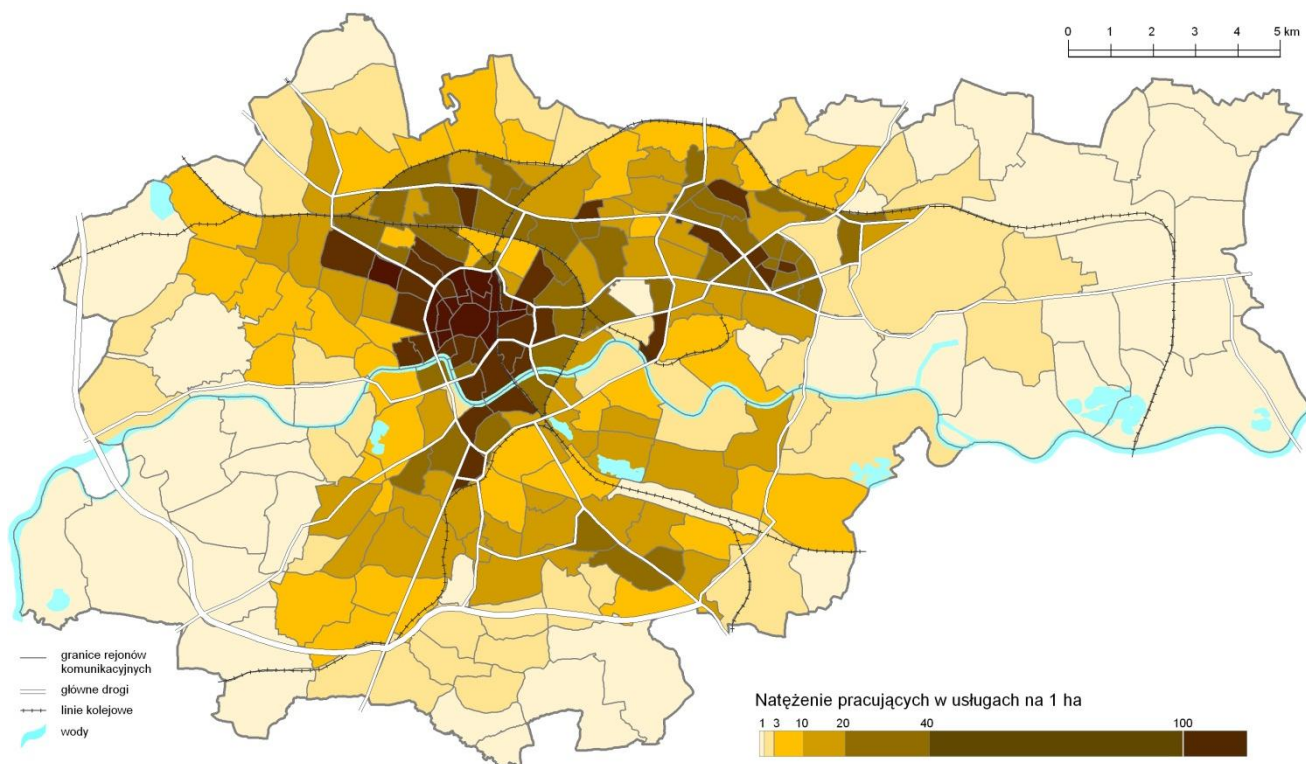 0 1 2 3 4 5 km
granice rejonów
komunikacyjnych
główne drogi
linie kolejowe
wody
Natężenie pracujących w usługach na 1 ha
1 3 10 20 40 100